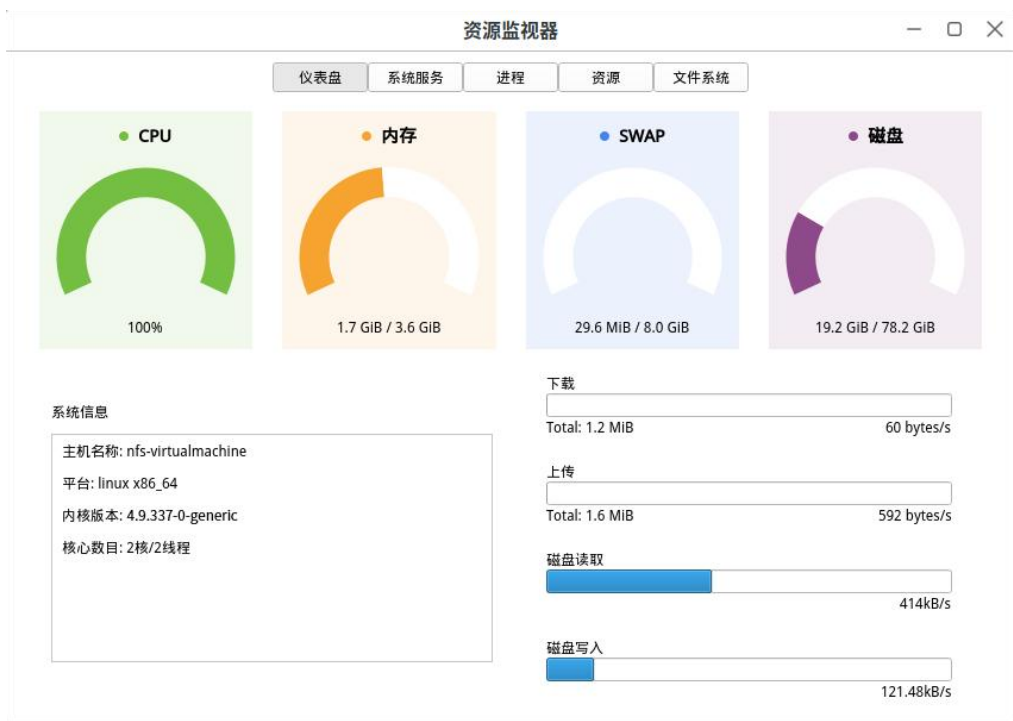 资源监视器
仪表盘 系统服务 进程 资源 文件系统
CPU
100%
内存
1.7 GiB / 3.6 GiB
SWAP
29.6 MiB / 8.0 GiB
磁盘
19.2 GiB / 78.2 GiB
系统信息
主机名称: nfs-virtualmachine
平台: linux x86_64
内核版本: 4.9.337-0-generic
核心数目: 2核/2线程
下载
Total: 1.2 MiB 60 bytes/s
上传
Total: 1.6 MiB 592 bytes/s
磁盘读取
414kB/s
磁盘写入
121.48kB/s